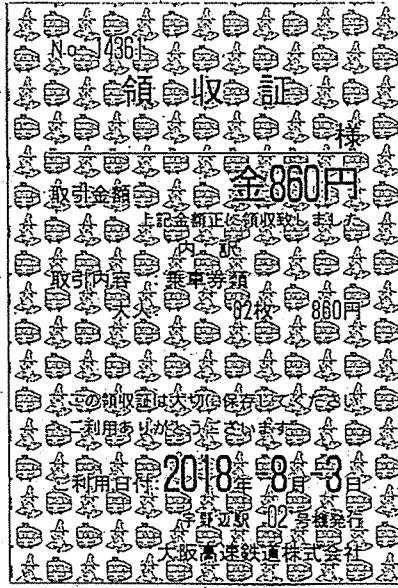 No. 14361
領収証
様
取引金額 金860円
上記金額正に領収致しました
内 訳
取引内容 乗車券類
大人 02枚 860円
この領収証は大切に保存してください
ご利用ありがとうございます
ご利用日付 2018年 8月 3日
宇野辺駅 02号機発行
大阪高速鉄道株式会社